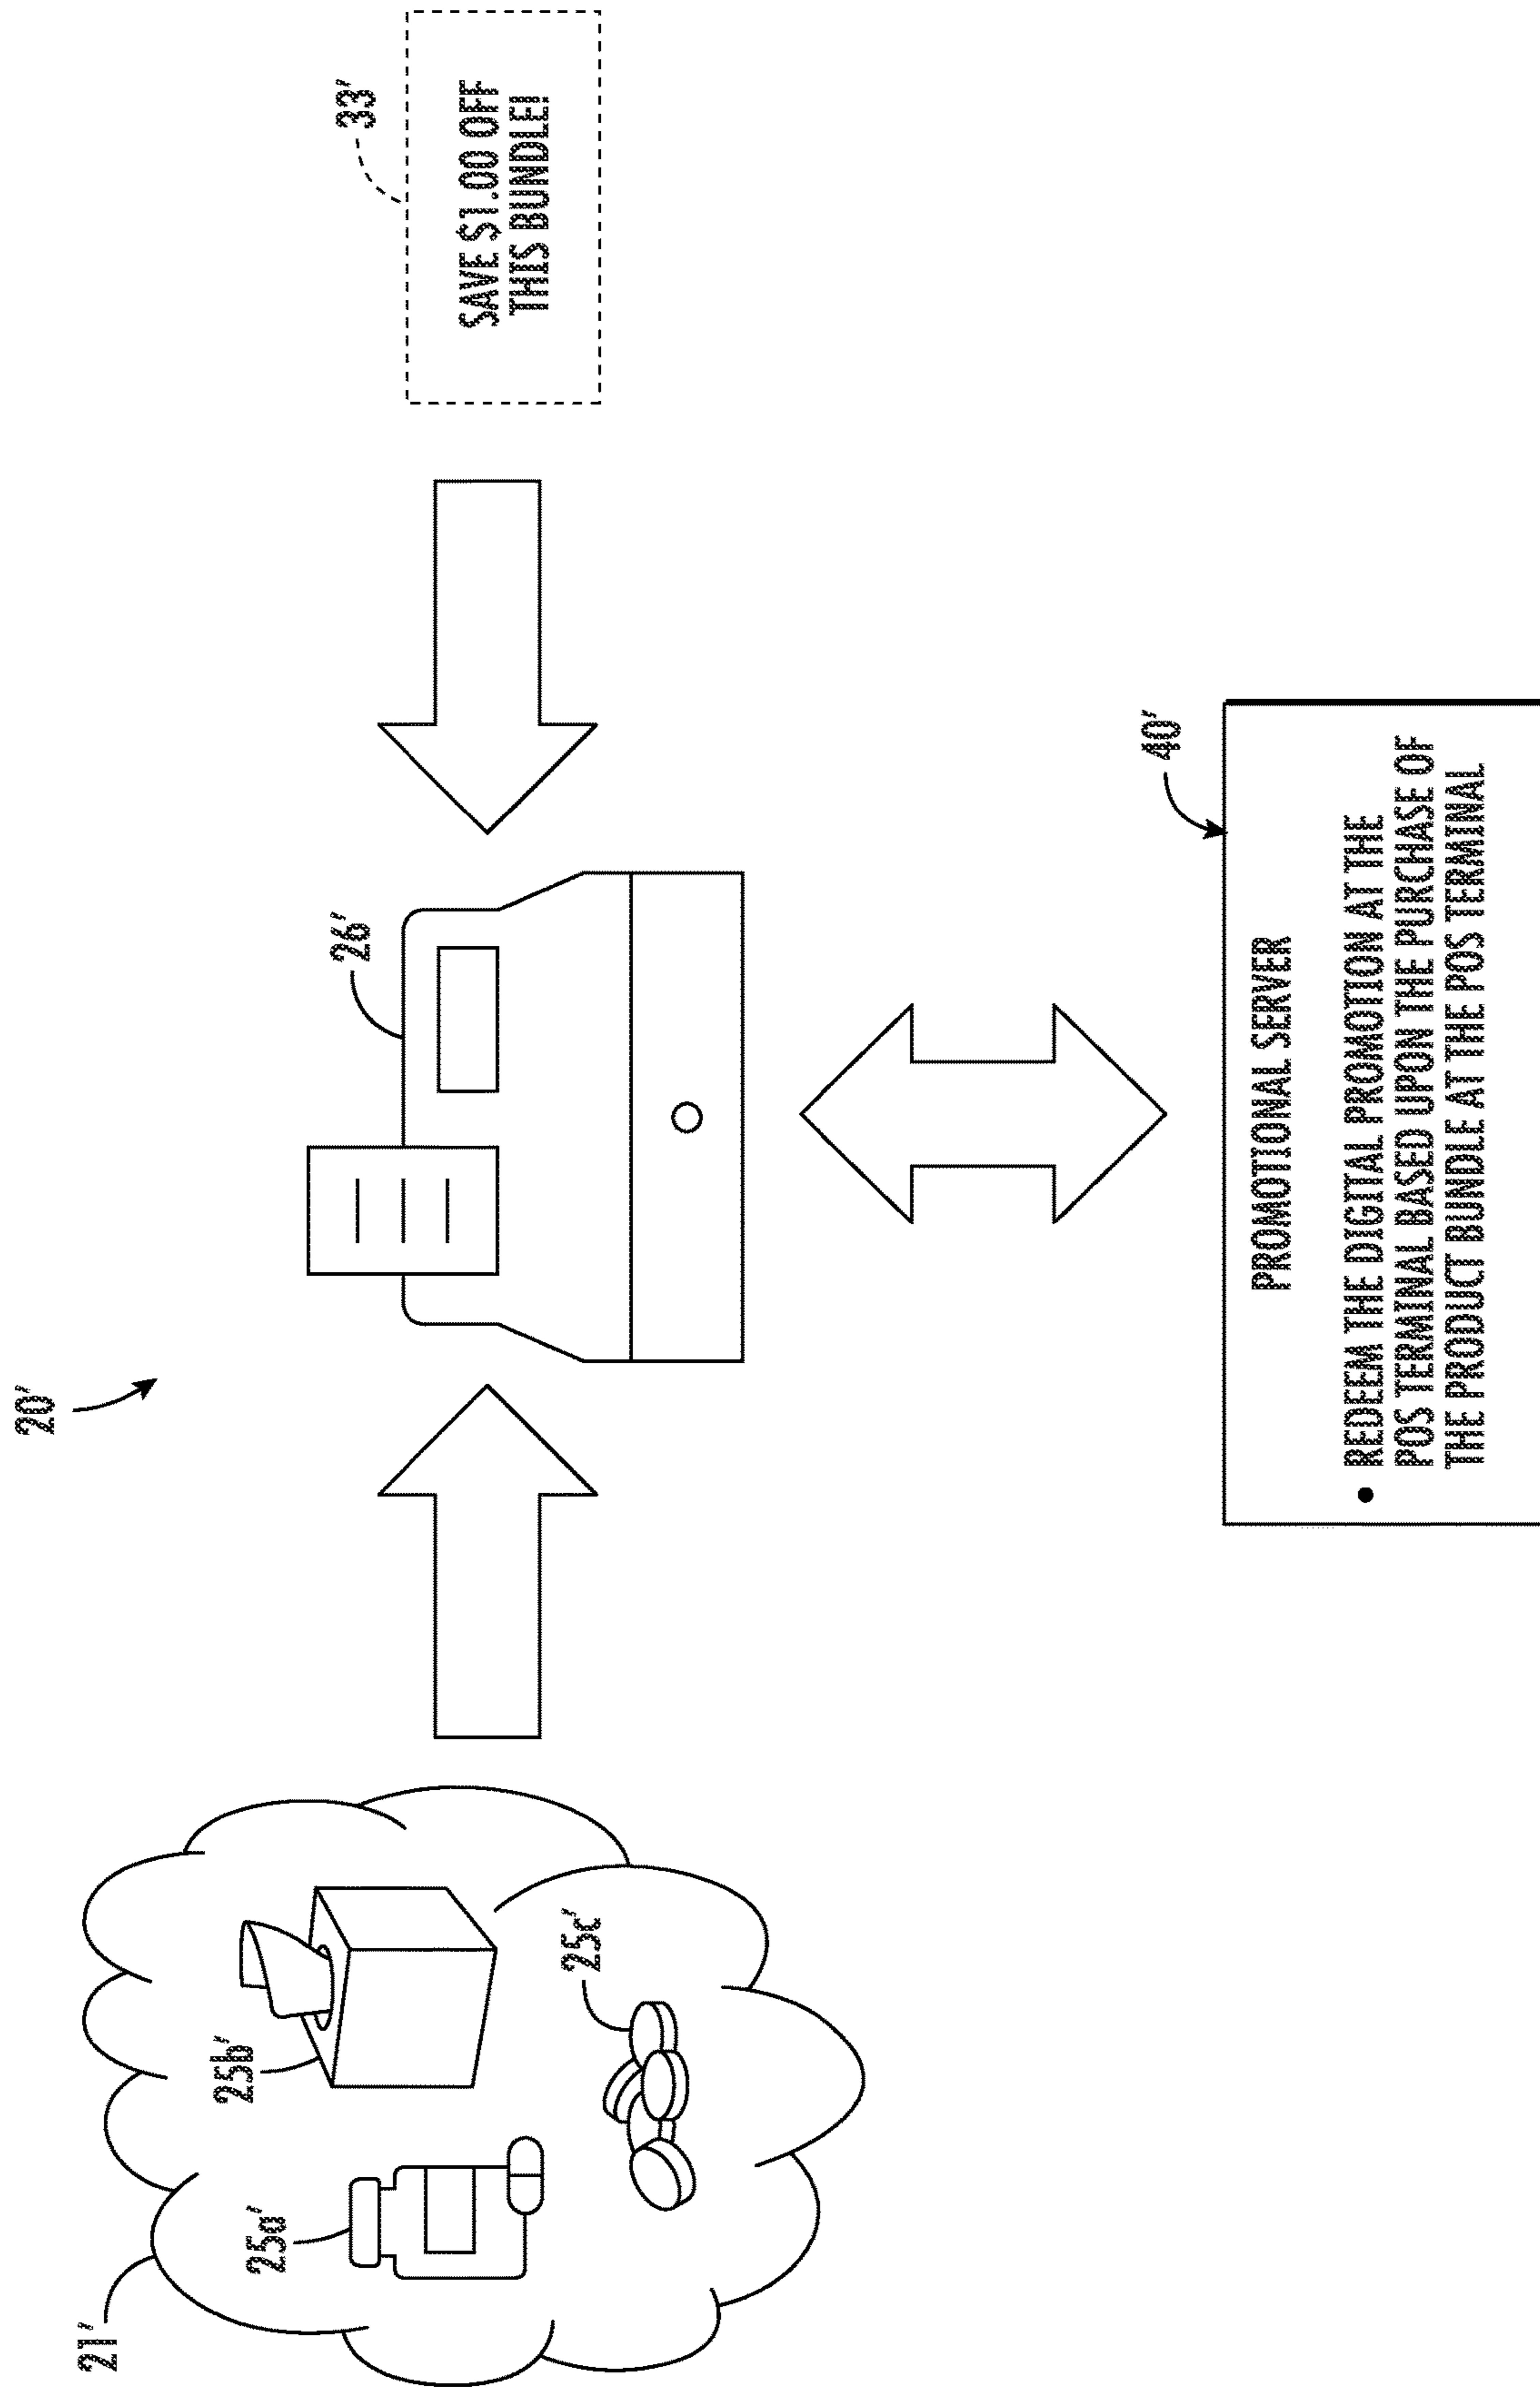 20'
21'
25a'
25b'
25c'
26'
33'
SAVE $1.00 OFF
THIS BUNDLE!
40'
PROMOTIONAL SERVER
• REDEEM THE DIGITAL PROMOTION AT THE
POS TERMINAL BASED UPON THE PURCHASE OF
THE PRODUCT BUNDLE AT THE POS TERMINAL